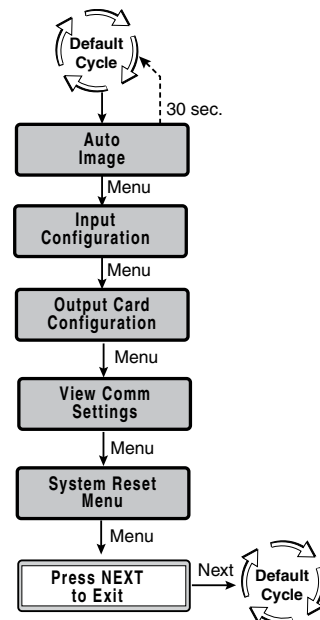 Default
Cycle
30 sec.
Auto
Image
Menu
Input
Configuration
Menu
Output Card
Configuration
Menu
View Comm
Settings
Menu
System Reset
Menu
Menu
Press NEXT
to Exit
Next
Default
Cycle